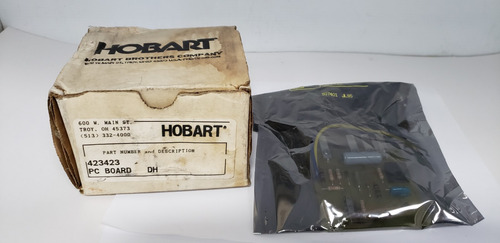 HOBART
HOBART BROTHERS COMPANY
600 W. MAIN ST.
TROY, OH 45373
(513) 332-4000
HOBART
PART NUMBER and DESCRIPTION
423423
PC BOARD DH